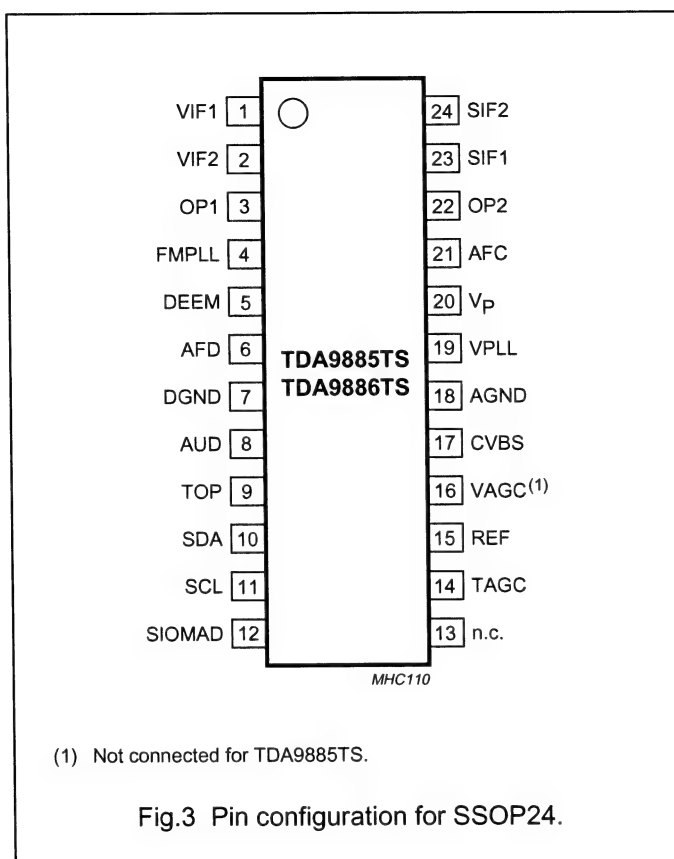 VIF1 1 24 SIF2
VIF2 2 23 SIF1
OP1 3 22 OP2
FMPLL 4 21 AFC
DEEM 5 20 VP
AFD 6 19 VPLL
TDA9885TS
DGND 7 TDA9886TS 18 AGND
AUD 8 17 CVBS
TOP 9 16 VAGC(1)
SDA 10 15 REF
SCL 11 14 TAGC
SIOMAD 12 13 n.c.
MHC110
(1) Not connected for TDA9885TS.
Fig.3 Pin configuration for SSOP24.